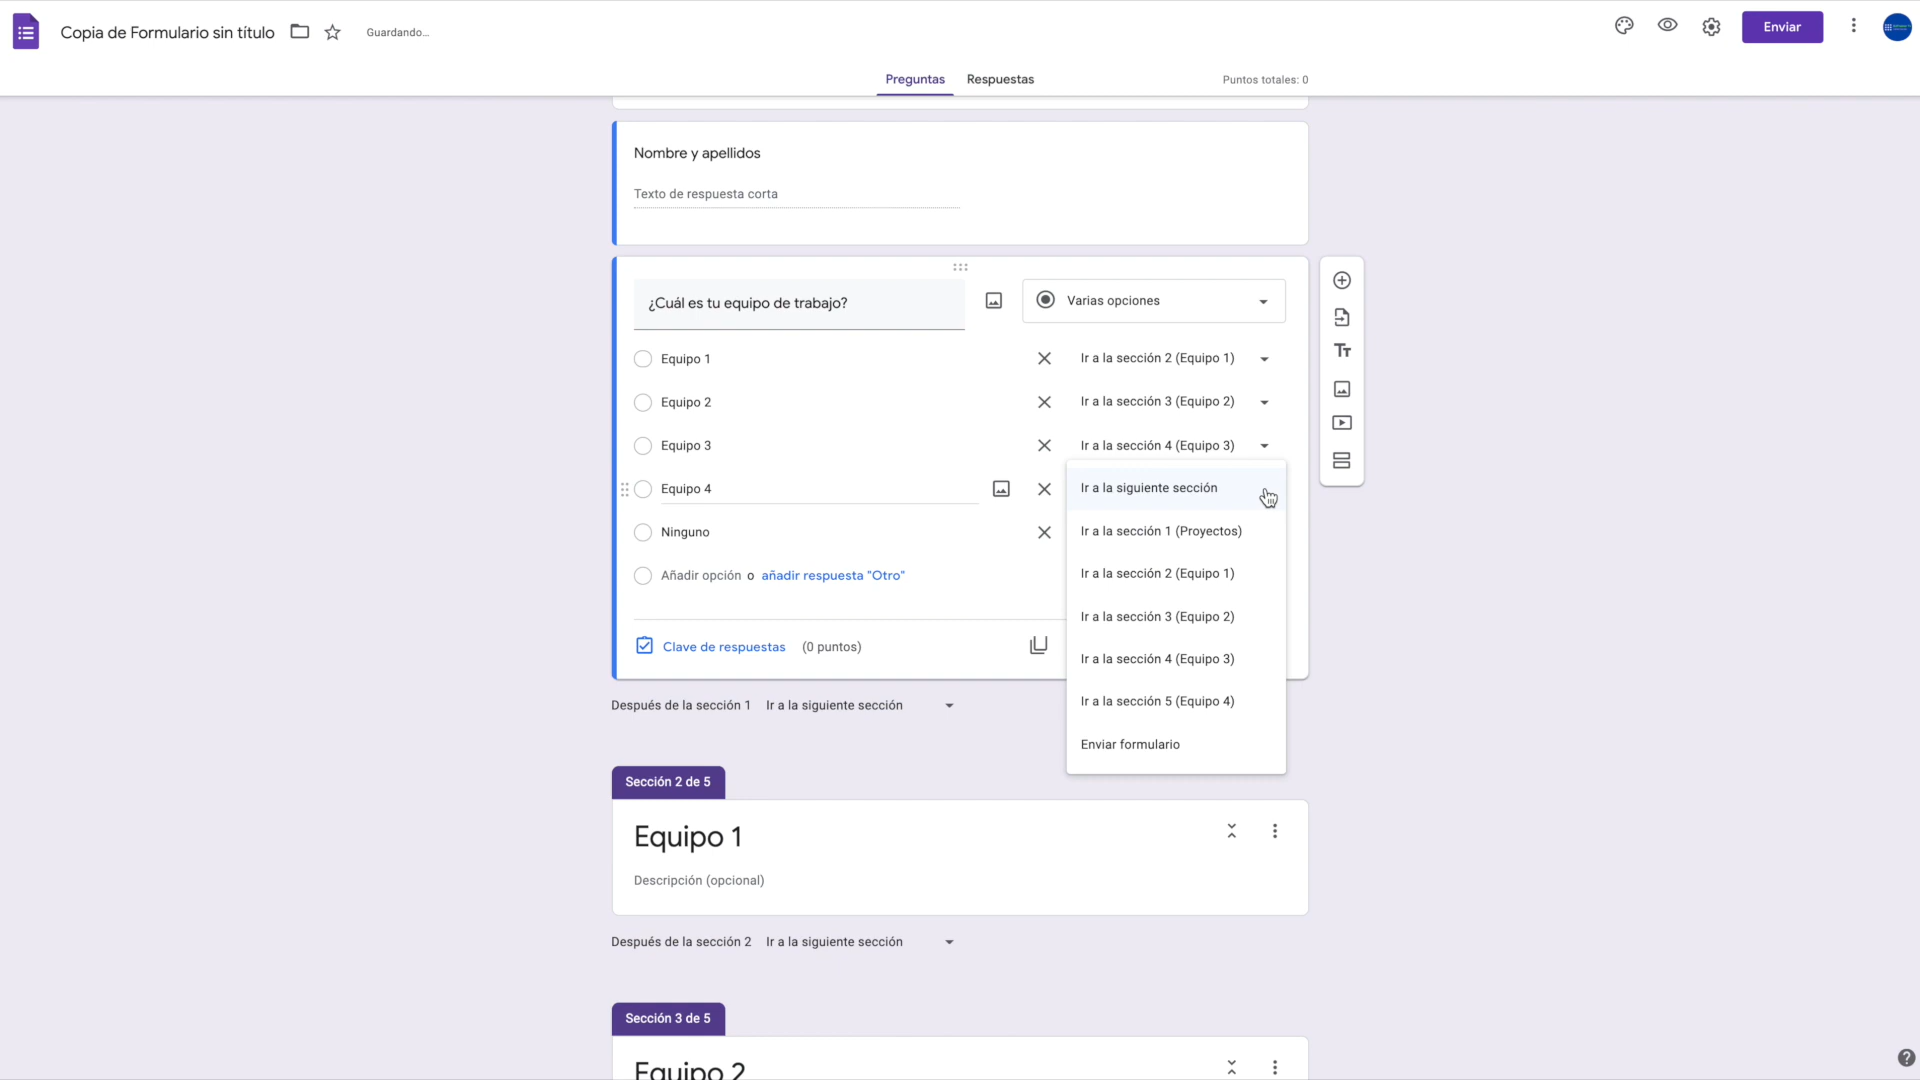 Copia de Formulario sin título
Guardando...
Enviar
Preguntas
Respuestas
Puntos totales: 0
Nombre y apellidos
Texto de respuesta corta
¿Cuál es tu equipo de trabajo?
Varias opciones
Equipo 1
Ir a la sección 2 (Equipo 1)
Equipo 2
Ir a la sección 3 (Equipo 2)
Equipo 3
Ir a la sección 4 (Equipo 3)
Equipo 4
Ir a la siguiente sección
Ninguno
Ir a la sección 1 (Proyectos)
Añadir opción o añadir respuesta "Otro"
Ir a la sección 2 (Equipo 1)
Ir a la sección 3 (Equipo 2)
Clave de respuestas (0 puntos)
Ir a la sección 4 (Equipo 3)
Ir a la sección 5 (Equipo 4)
Enviar formulario
Después de la sección 1 Ir a la siguiente sección
Sección 2 de 5
Equipo 1
Descripción (opcional)
Después de la sección 2 Ir a la siguiente sección
Sección 3 de 5
Equipo 2